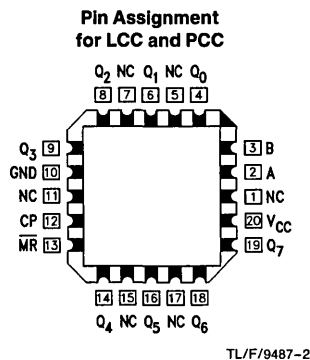 Pin Assignment
for LCC and PCC
Q2 NC Q1 NC Q0
8 7 6 5 4
Q3 9
GND 10
NC 11
CP 12
M̅R̅ 13
3 B
2 A
1 NC
20 VCC
19 Q7
14 15 16 17 18
Q4 NC Q5 NC Q6
TL/F/9487–2